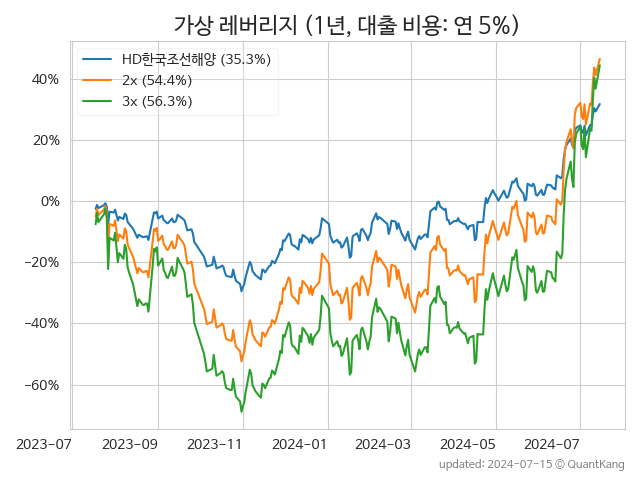 가상 레버리지 (1년, 대출 비용: 연 5%)
HD한국조선해양 (35.3%)
2x (54.4%)
3x (56.3%)
40%
20%
0%
−20%
−40%
−60%
2023-07 2023-09 2023-11 2024-01 2024-03 2024-05 2024-07
updated: 2024-07-15 © QuantKang